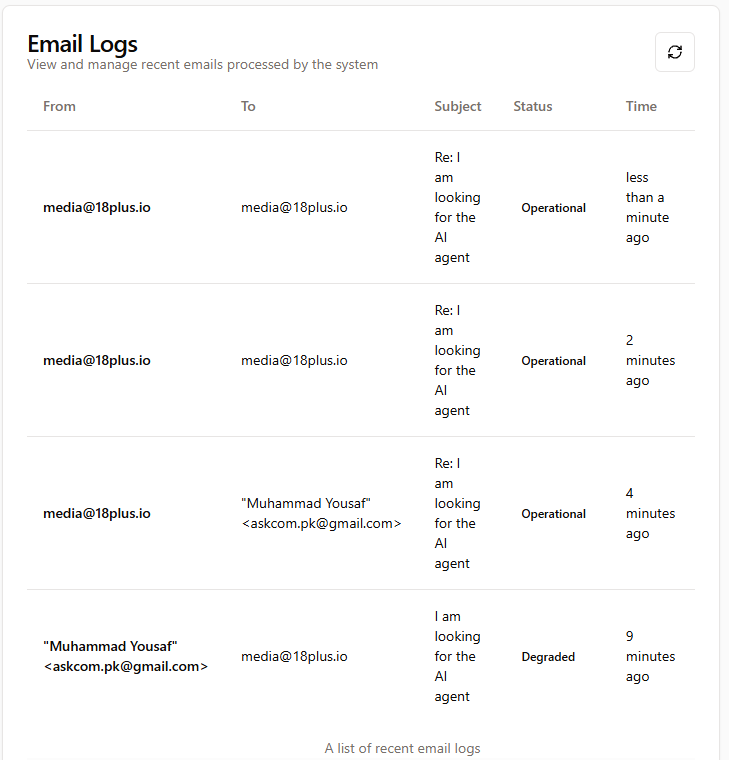 Email Logs
View and manage recent emails processed by the system
From To Subject Status Time
media@18plus.io media@18plus.io Re: I am looking for the AI agent Operational less than a minute ago
media@18plus.io media@18plus.io Re: I am looking for the AI agent Operational 2 minutes ago
media@18plus.io "Muhammad Yousaf" <askcom.pk@gmail.com> Re: I am looking for the AI agent Operational 4 minutes ago
"Muhammad Yousaf" <askcom.pk@gmail.com> media@18plus.io I am looking for the AI agent Degraded 9 minutes ago
A list of recent email logs